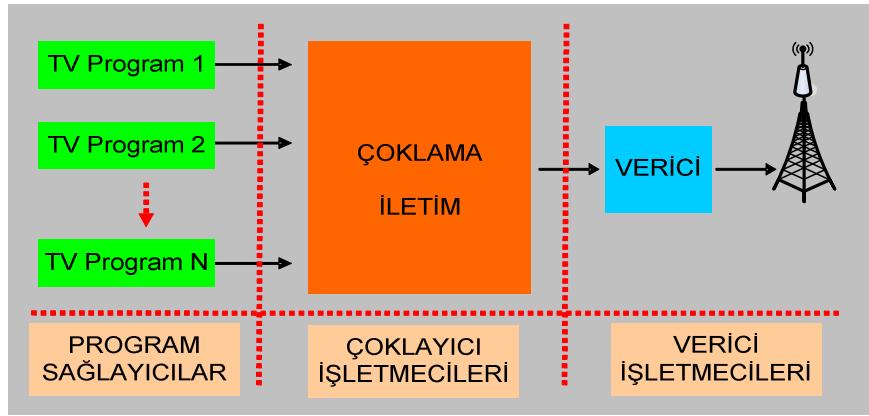 TV Program 1
TV Program 2
TV Program N
ÇOKLAMA
İLETİM
VERİCİ
PROGRAM
SAĞLAYICILAR
ÇOKLAYICI
İŞLETMECİLERİ
VERİCİ
İŞLETMECİLERİ